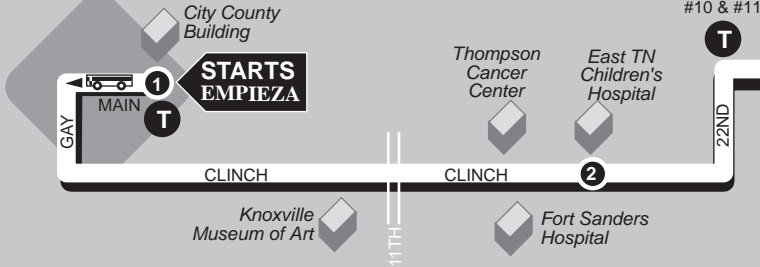 City County
Building
#10 & #11
T
STARTS
EMPIEZA
1
MAIN
T
GAY
Thompson
Cancer
Center
East TN
Children's
Hospital
22ND
CLINCH
CLINCH
2
Knoxville
Museum of Art
11TH
Fort Sanders
Hospital